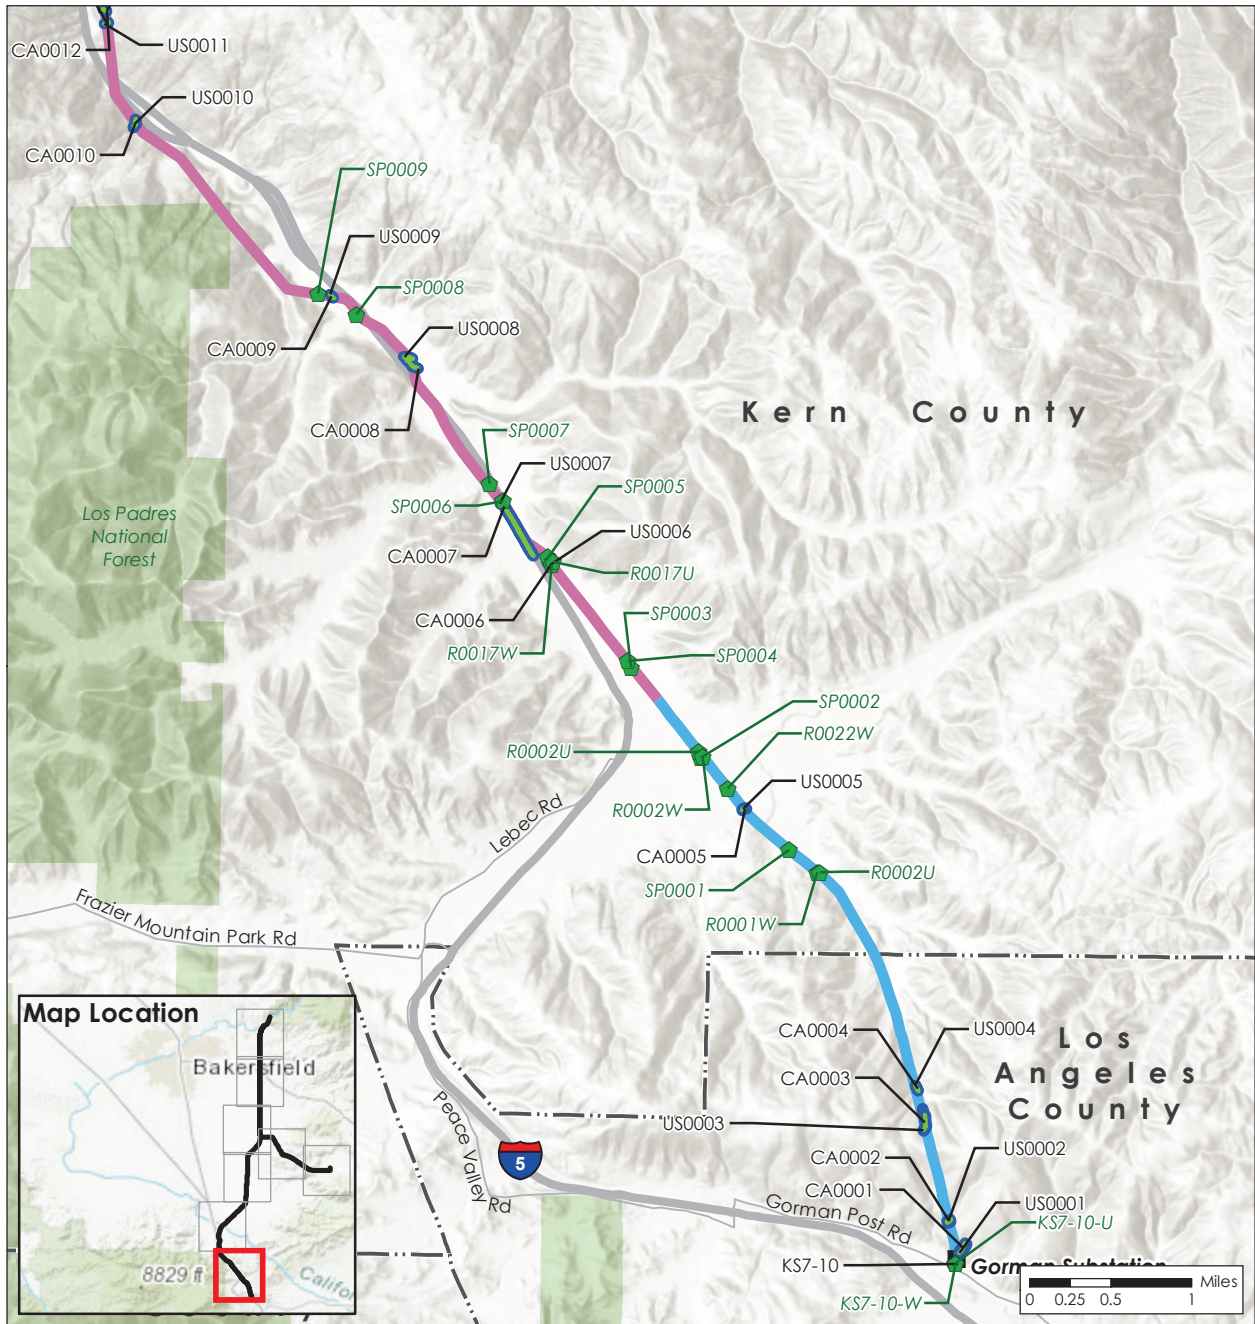 US0011
CA0012
US0010
CA0010
SP0009
US0009
SP0008
US0008
CA0009
Kern County
CA0008
SP0007
US0007
SP0005
SP0006
Los Padres
National
Forest
US0006
CA0007
R0017U
SP0003
CA0006
R0017W
SP0004
SP0002
R0022W
R0002U
US0005
Lebec Rd
R0002W
CA0005
R0002U
SP0001
R0001W
Frazier Mountain Park Rd
Map Location
Bakersfield
8829 ft
Califo
CA0004
US0004
Los
Angeles
County
CA0003
US0003
Peace Valley Rd
5
US0002
CA0002
CA0001
US0001
Gorman Post Rd
KS7-10-U
KS7-10
Gorman Substation
KS7-10-W
Miles
0 0.25 0.5 1